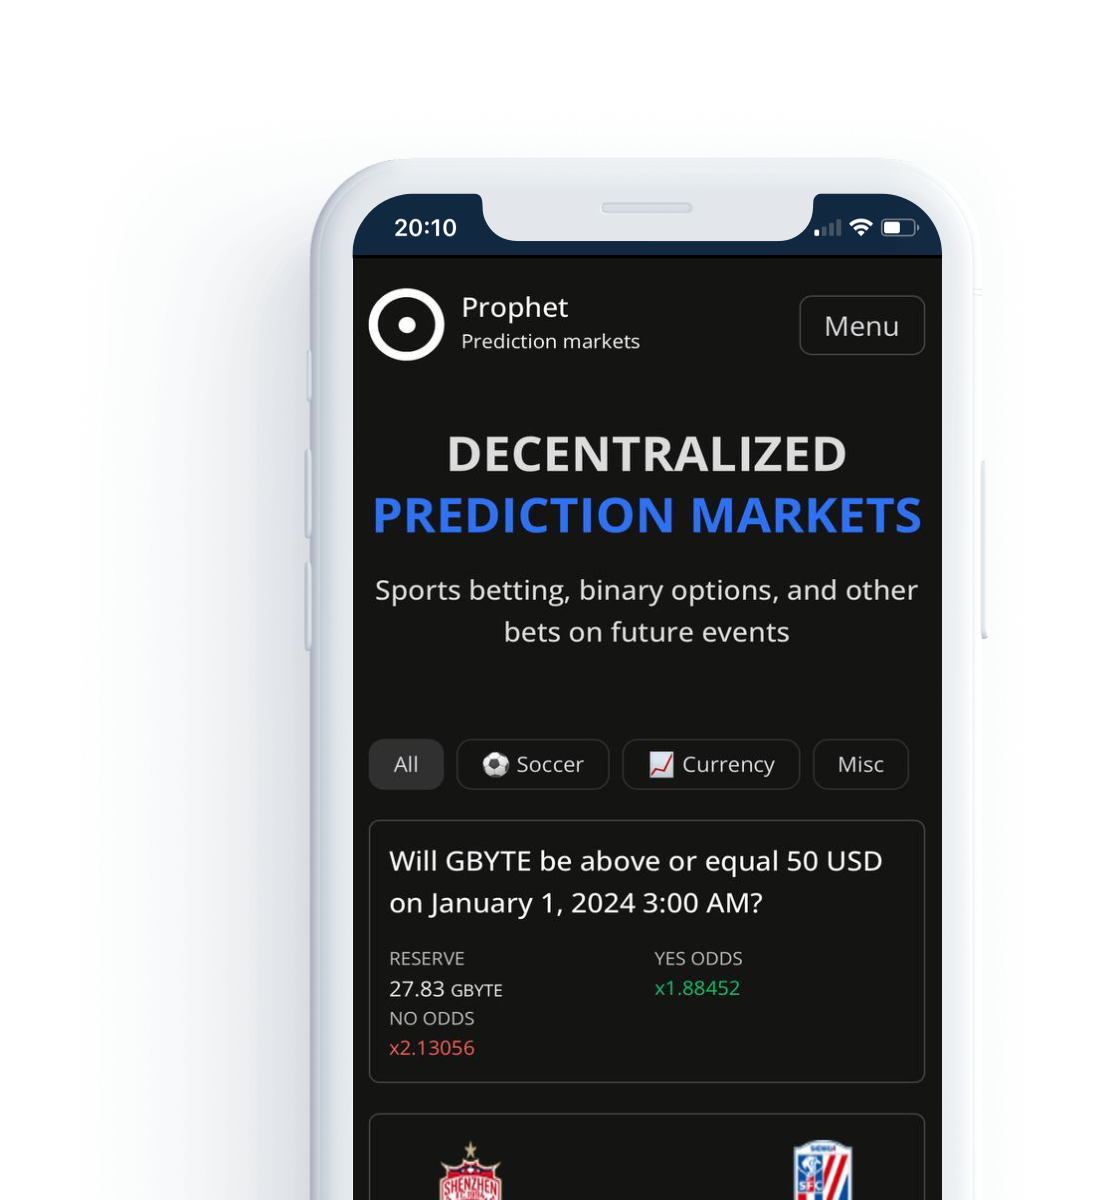 20:10
Prophet
Prediction markets
Menu
DECENTRALIZED
PREDICTION MARKETS
Sports betting, binary options, and other
bets on future events
All
Soccer
Currency
Misc
Will GBYTE be above or equal 50 USD
on January 1, 2024 3:00 AM?
RESERVE
YES ODDS
27.83 GBYTE
x1.88452
NO ODDS
x2.13056
SHENZHEN
SFC